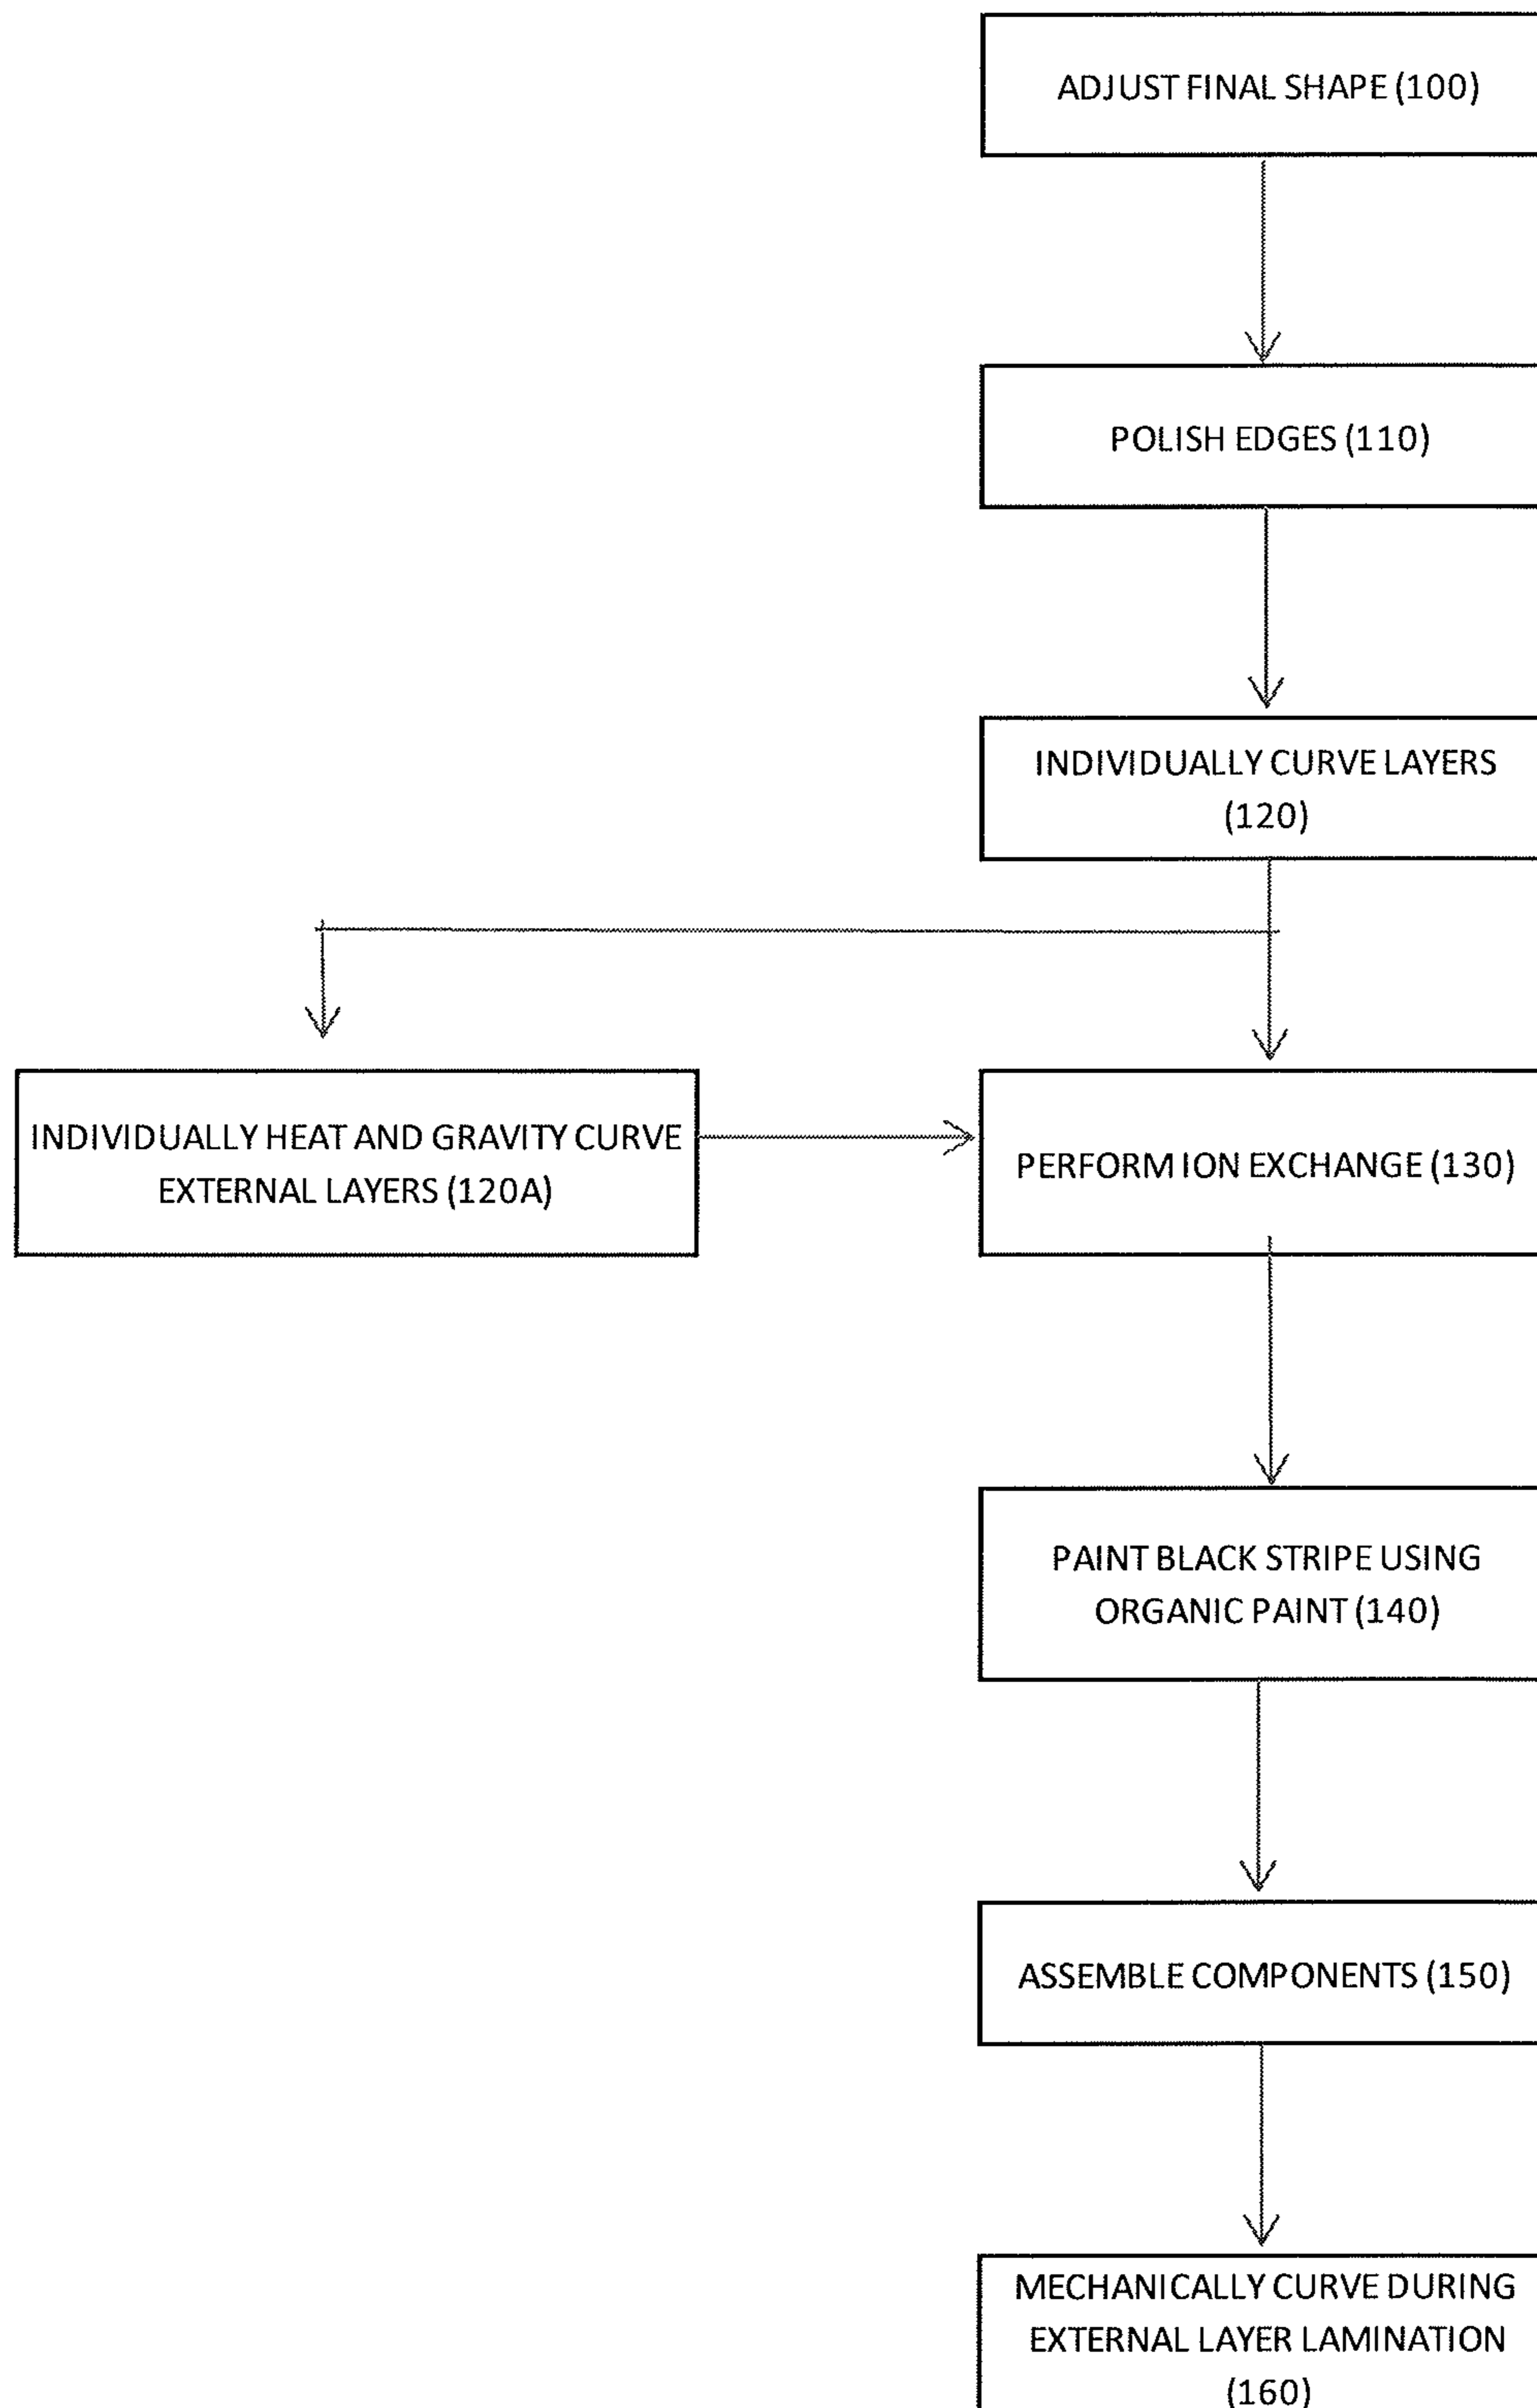 ADJUST FINAL SHAPE (100)
POLISH EDGES (110)
INDIVIDUALLY CURVE LAYERS
(120)
INDIVIDUALLY HEAT AND GRAVITY CURVE
EXTERNAL LAYERS (120A)
PERFORM ION EXCHANGE (130)
PAINT BLACK STRIPE USING
ORGANIC PAINT (140)
ASSEMBLE COMPONENTS (150)
MECHANICALLY CURVE DURING
EXTERNAL LAYER LAMINATION
(160)